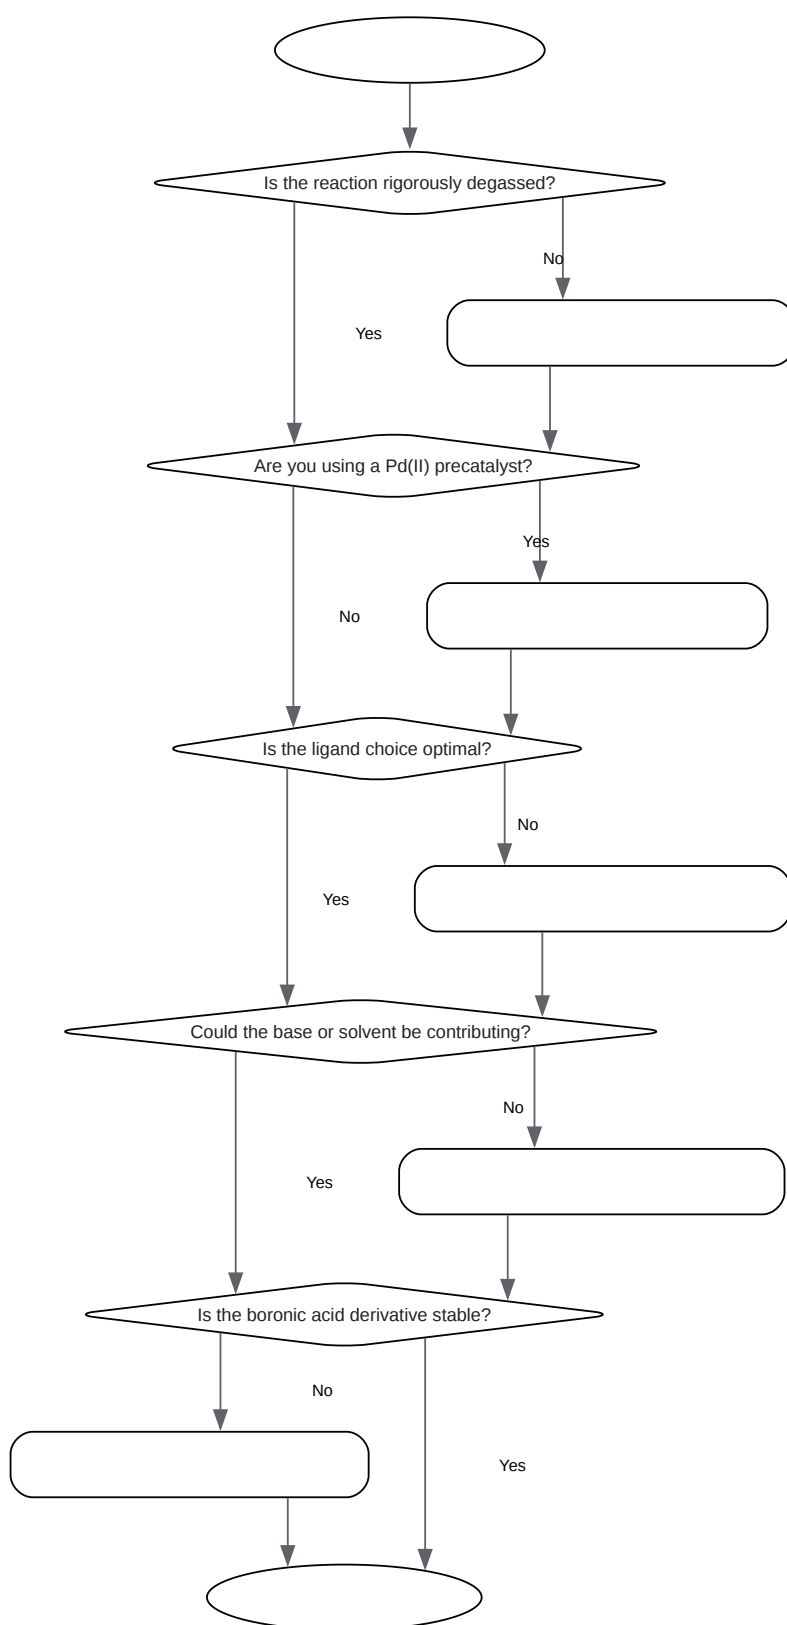 Is the reaction rigorously degassed?
No
Yes
Are you using a Pd(II) precatalyst?
Yes
No
Is the ligand choice optimal?
No
Yes
Could the base or solvent be contributing?
No
Yes
Is the boronic acid derivative stable?
No
Yes